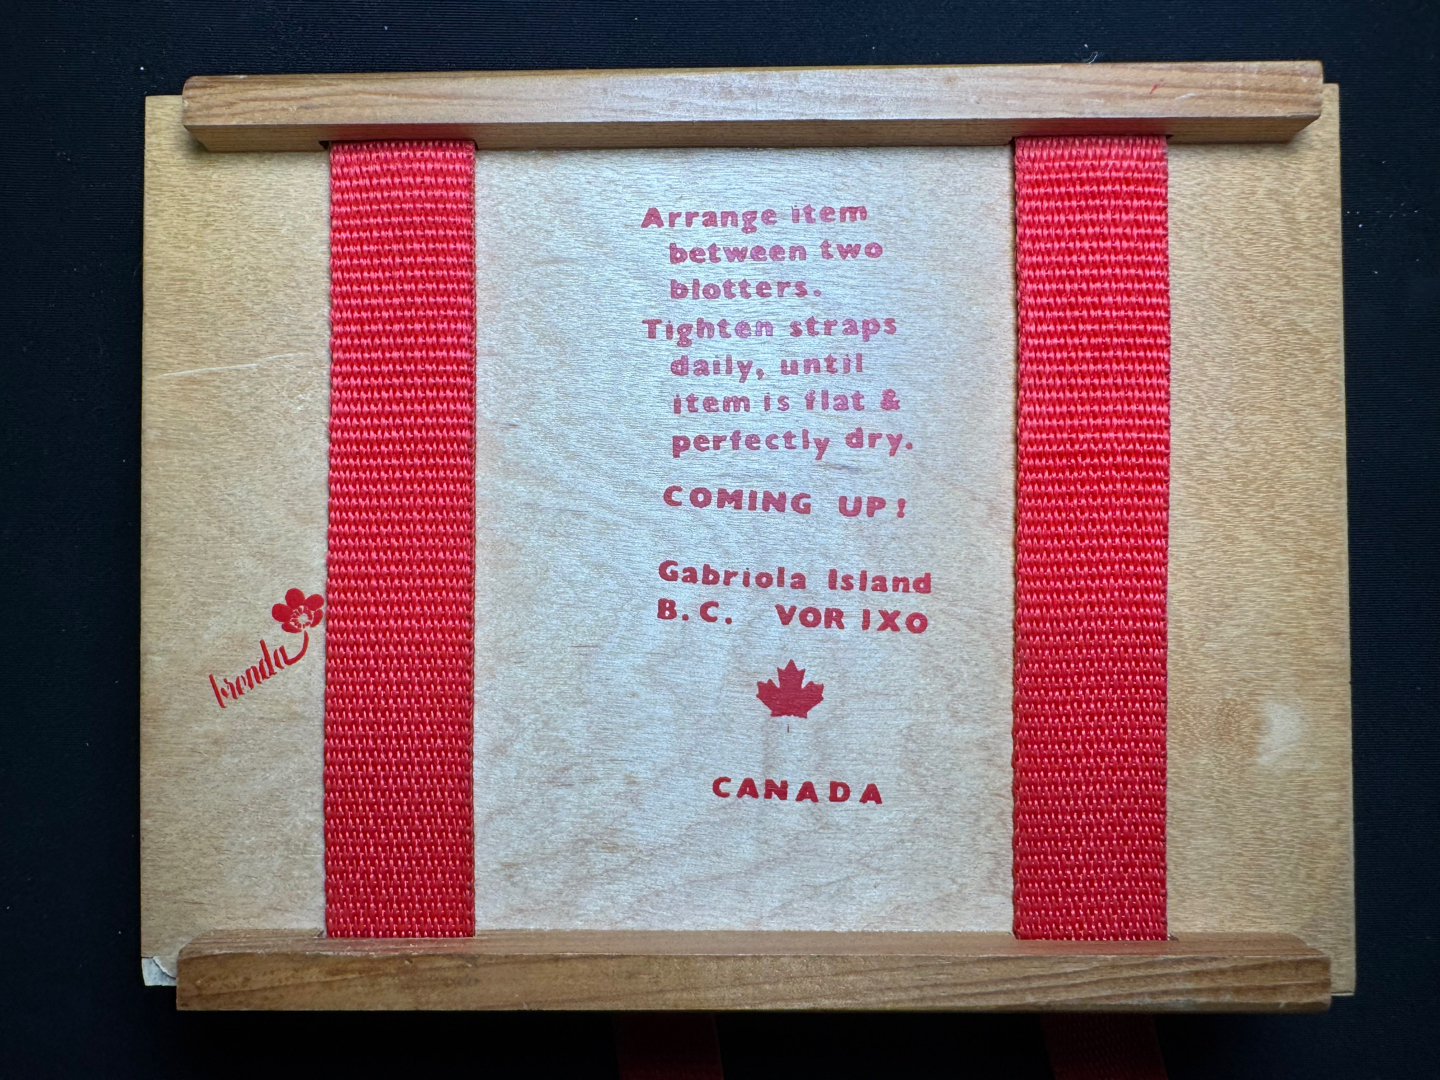 Arrange item
between two
blotters.
Tighten straps
daily, until
item is flat &
perfectly dry.
COMING UP!
Gabriola Island
B.C. VOR IXO
brenda
CANADA